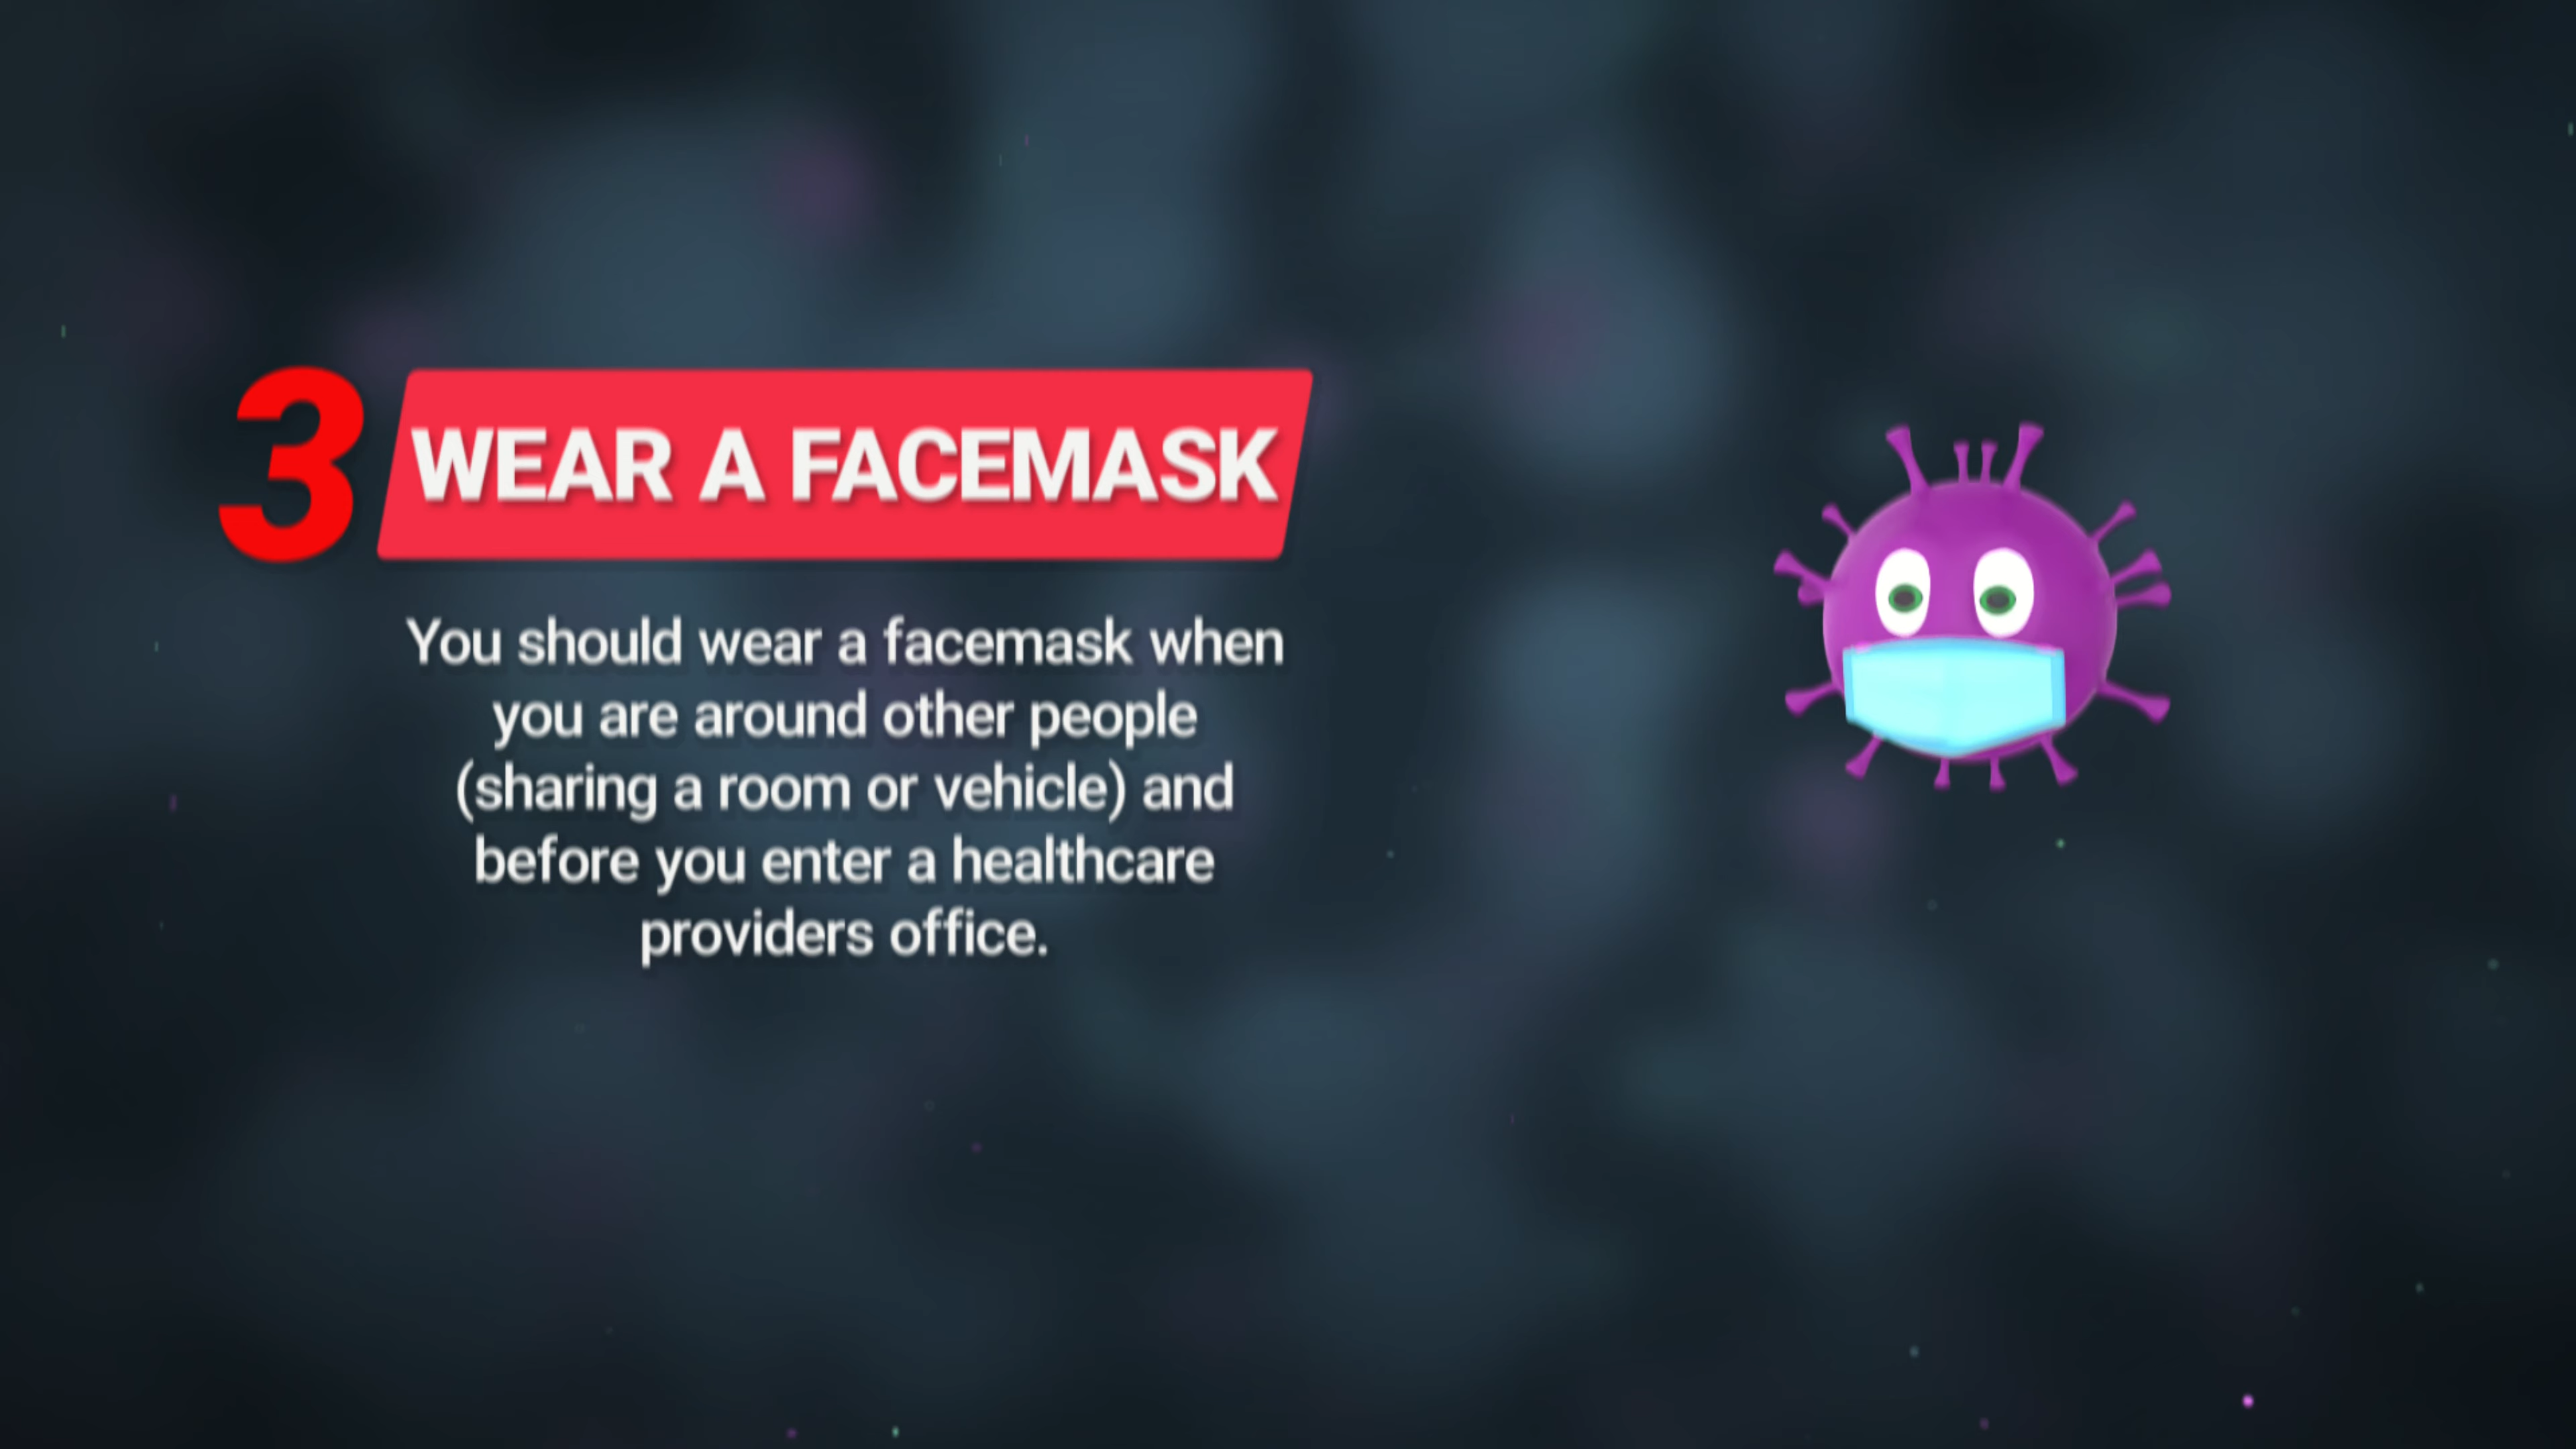 3 WEAR A FACEMASK
You should wear a facemask when
you are around other people
(sharing a room or vehicle) and
before you enter a healthcare
providers office.